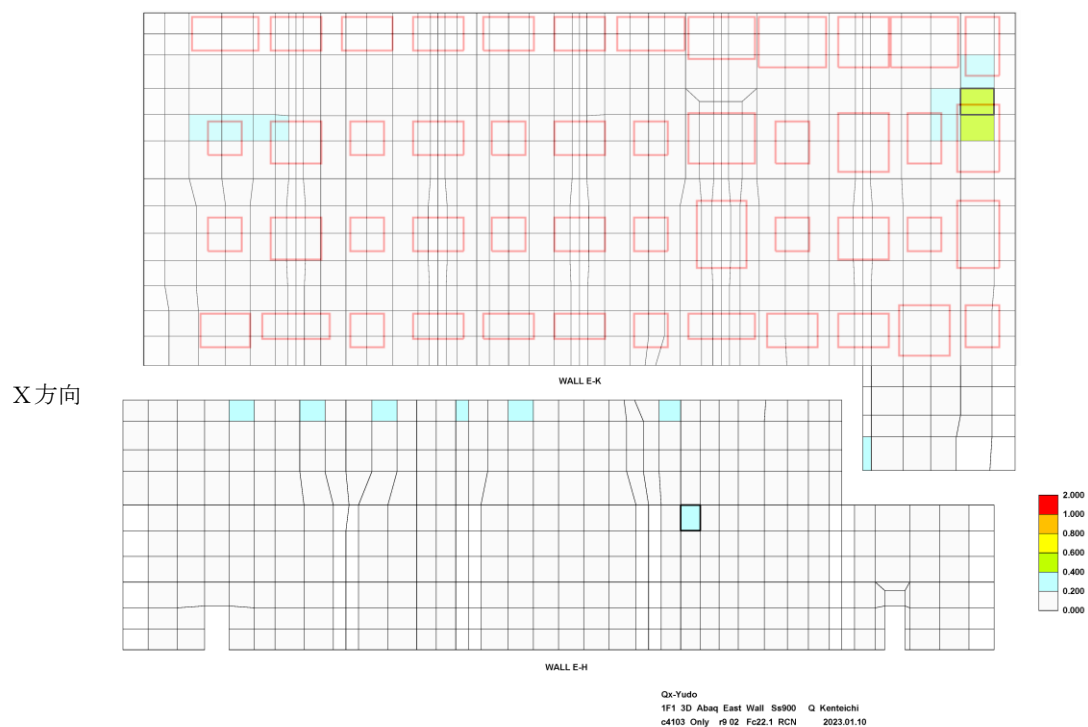 WALL E-K
X方向
2.000
1.000
0.800
0.600
0.400
0.200
0.000
WALL E-H
Qx-Yudo
1F1 3D Abaq East Wall Ss900 Q Kenteichi
c4103 Only r9 02 Fc22.1 RCN 2023.01.10